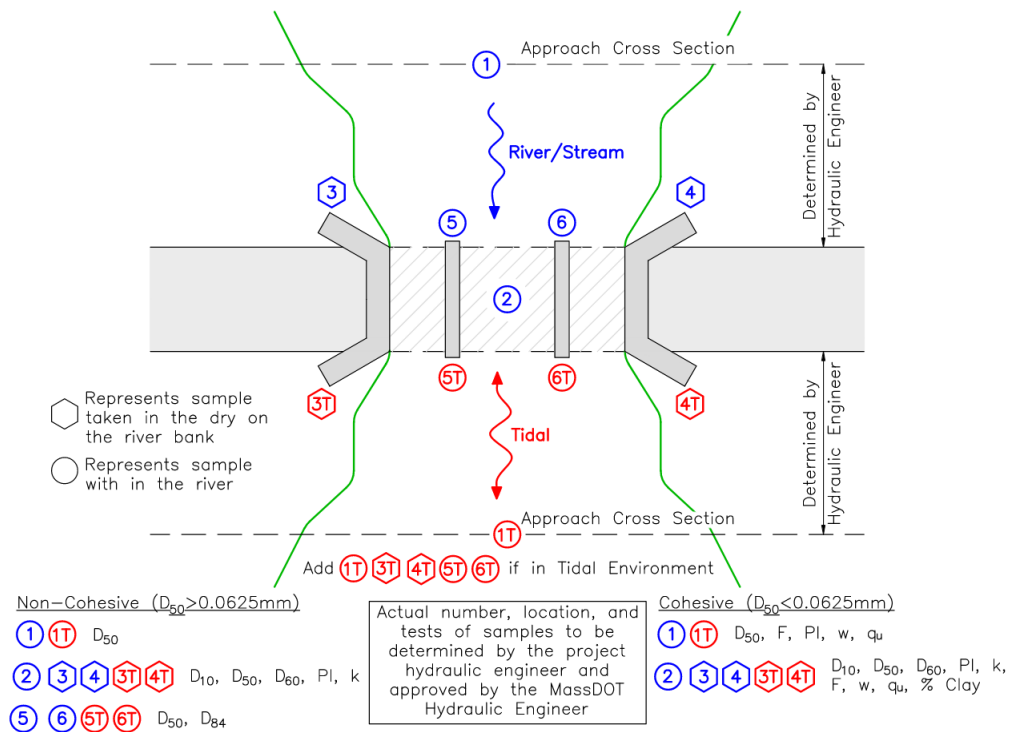 Approach Cross Section
1
River/Stream
Determined by
Hydraulic Engineer
3
4
5
6
2
5T
6T
3T
4T
Represents sample
taken in the dry on
the river bank
Represents sample
with in the river
Tidal
Determined by
Hydraulic Engineer
Approach Cross Section
1T
Add 1T 3T 4T 5T 6T if in Tidal Environment
Non-Cohesive (D50>0.0625mm)
1 1T D50
2 3 4 3T 4T D10, D50, D60, PI, k
5 6 5T 6T D50, D84
Actual number, location, and
tests of samples to be
determined by the project
hydraulic engineer and
approved by the MassDOT
Hydraulic Engineer
Cohesive (D50<0.0625mm)
1 1T D50, F, PI, w, qu
2 3 4 3T 4T D10, D50, D60, PI, k,
F, w, qu, % Clay